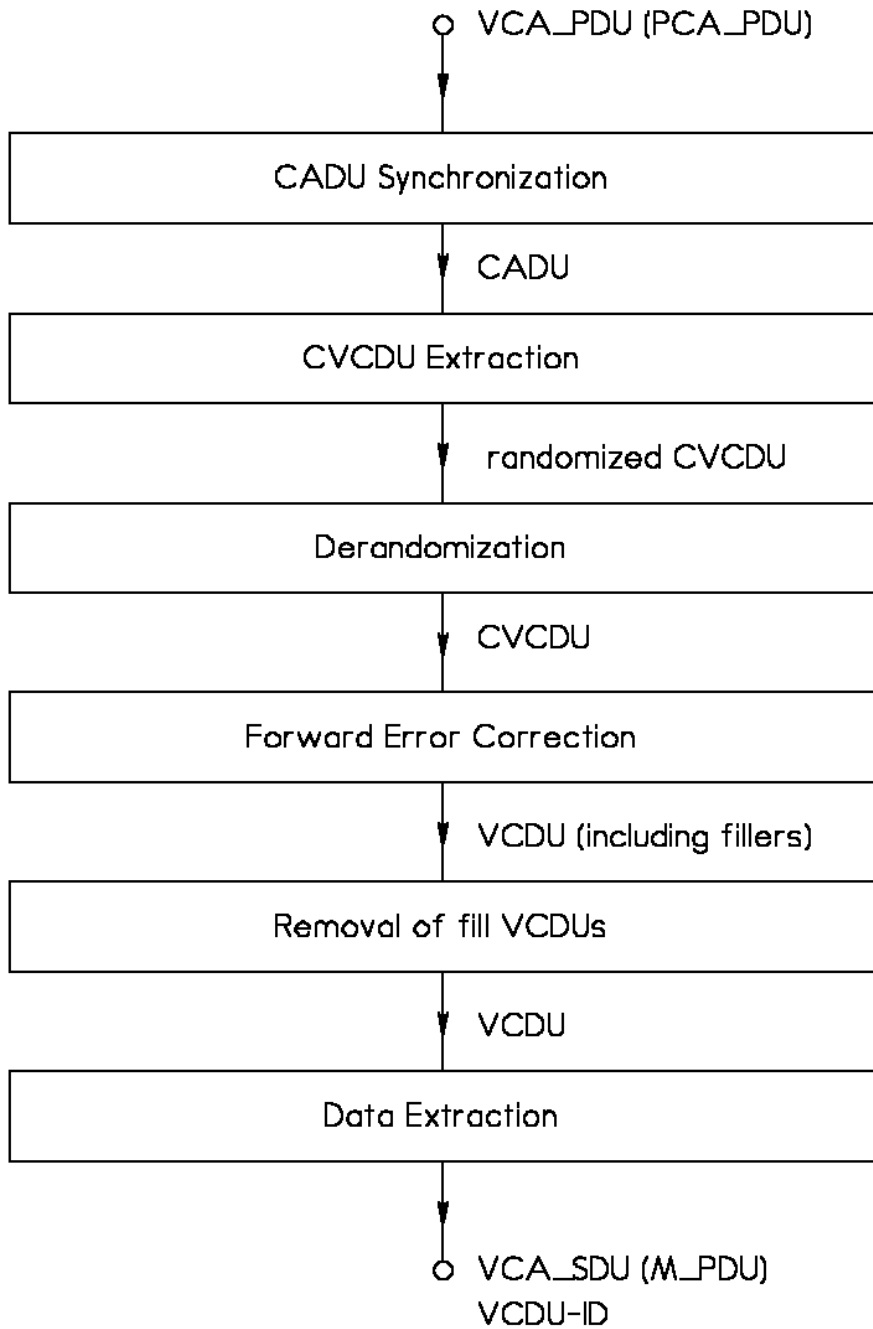 VCA_PDU (PCA_PDU)
CADU Synchronization
CADU
CVCDU Extraction
randomized CVCDU
Derandomization
CVCDU
Forward Error Correction
VCDU (including fillers)
Removal of fill VCDUs
VCDU
Data Extraction
VCA_SDU (M_PDU)
VCDU-ID